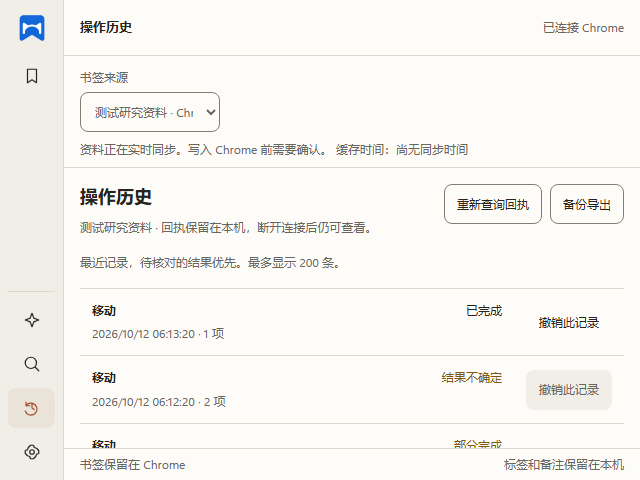 操作历史
已连接 Chrome
书签来源
测试研究资料 · Chr
资料正在实时同步。写入 Chrome 前需要确认。 缓存时间：尚无同步时间
操作历史
重新查询回执
备份导出
测试研究资料 · 回执保留在本机，断开连接后仍可查看。
最近记录，待核对的结果优先。最多显示 200 条。
移动
已完成
撤销此记录
2026/10/12 06:13:20 · 1 项
移动
结果不确定
撤销此记录
2026/10/12 06:12:20 · 2 项
移动
部分完成
书签保留在 Chrome
标签和备注保留在本机